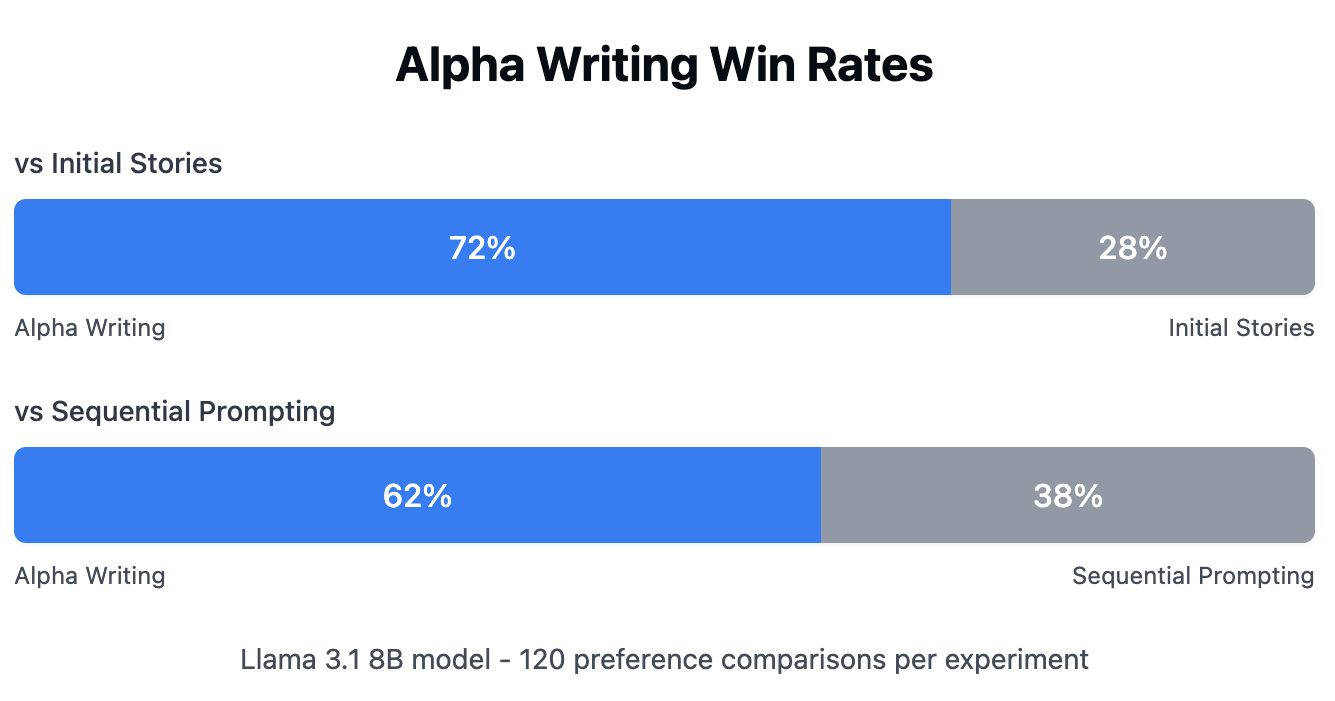 Alpha Writing Win Rates
vs Initial Stories
72% 28%
Alpha Writing Initial Stories
vs Sequential Prompting
62% 38%
Alpha Writing Sequential Prompting
Llama 3.1 8B model - 120 preference comparisons per experiment